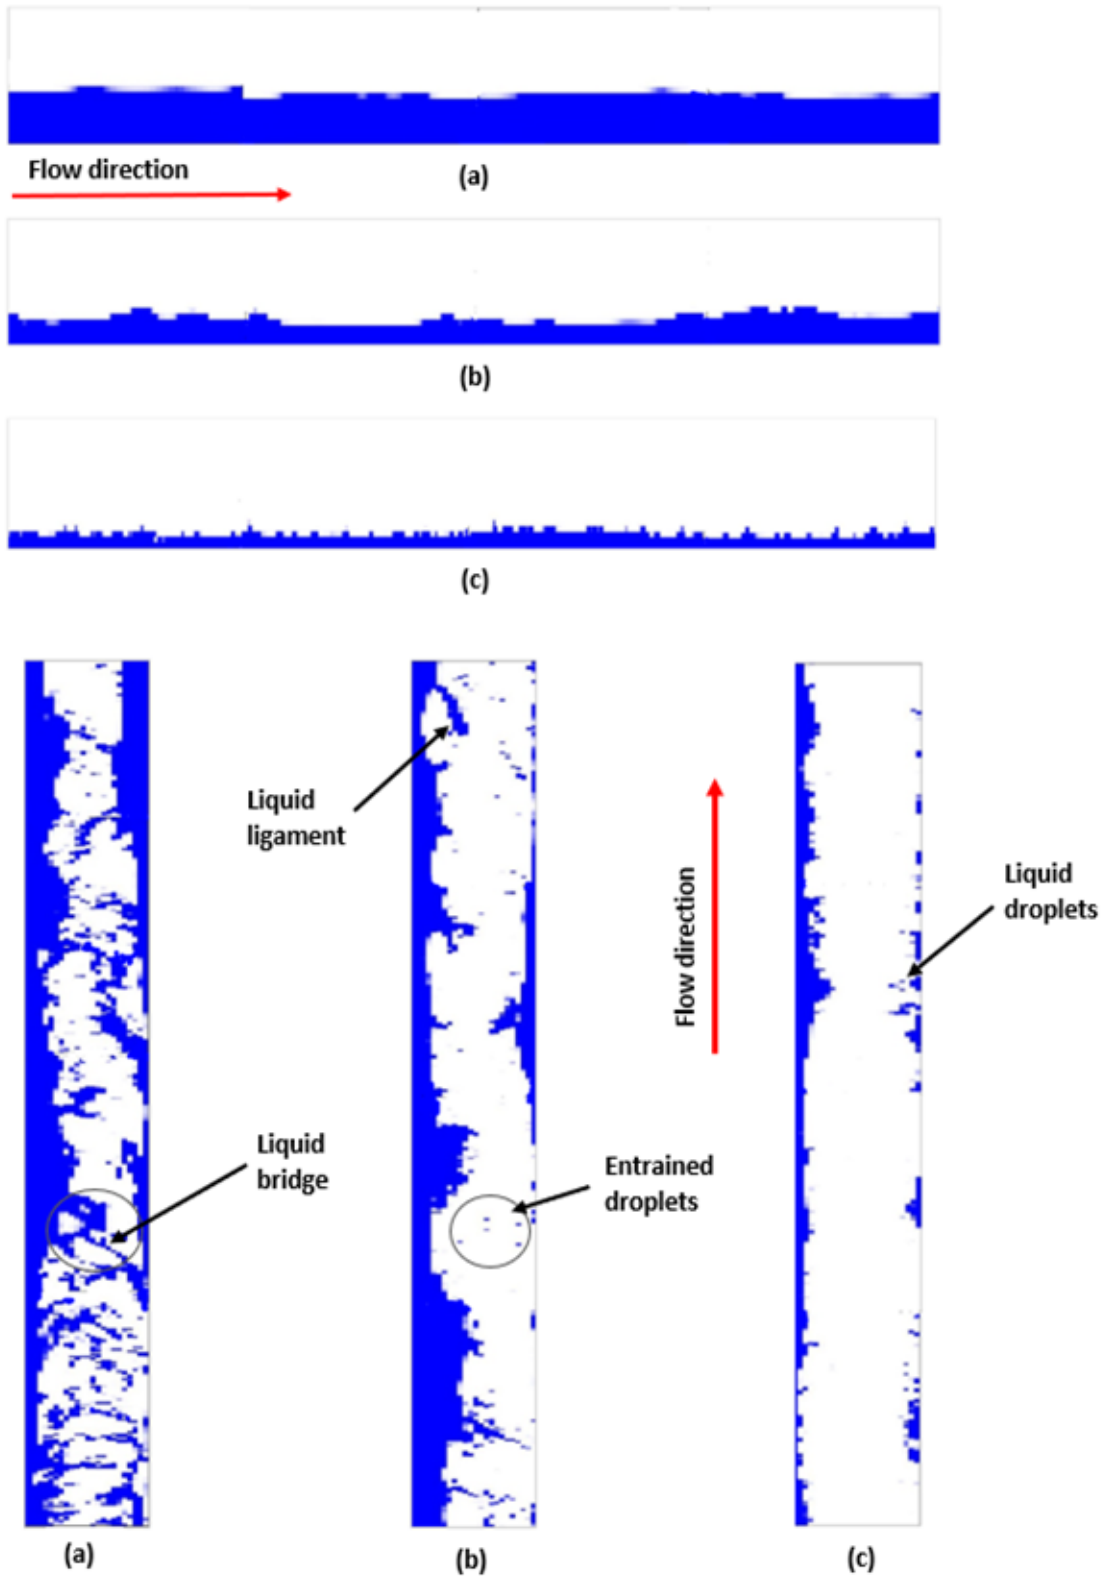 Flow direction
(a)
(b)
(c)
Liquid
ligament
Liquid
bridge
Entrained
droplets
Flow direction
Liquid
droplets
(a)
(b)
(c)